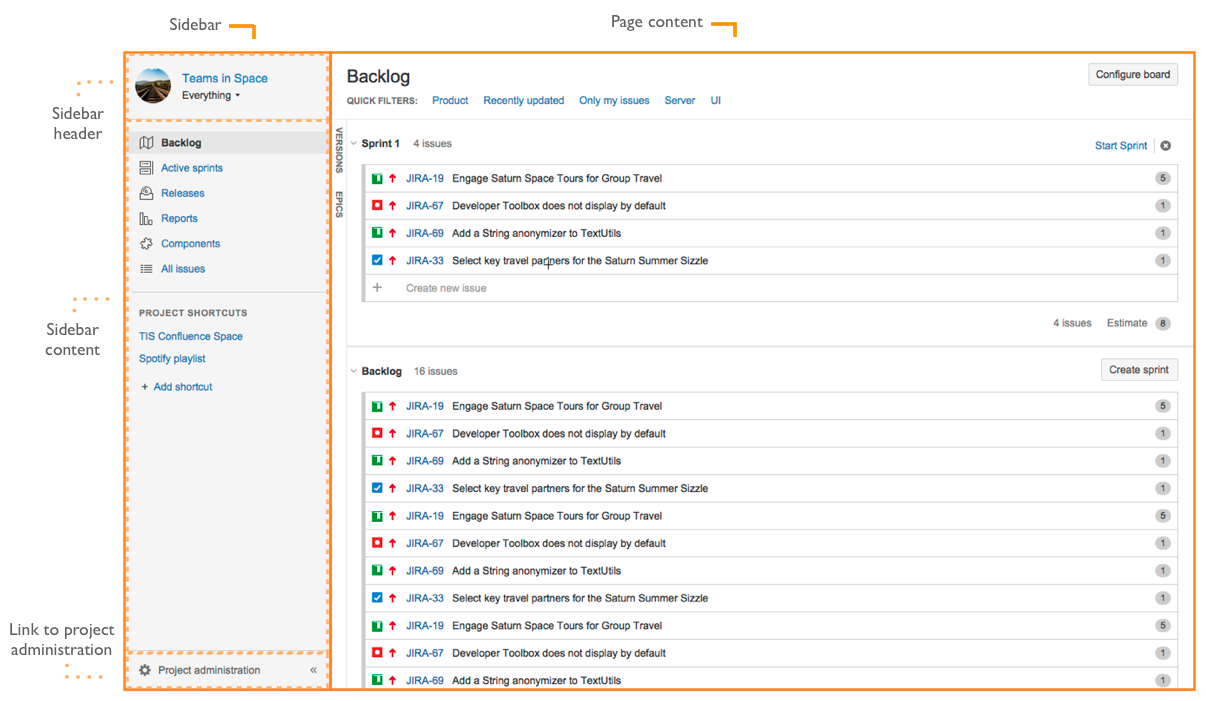 Sidebar
Page content
Sidebar
header
Sidebar
content
Link to project
administration
Teams in Space
Everything
Backlog
Active sprints
Releases
Reports
Components
All issues
PROJECT SHORTCUTS
TIS Confluence Space
Spotify playlist
+ Add shortcut
Project administration «
Backlog
Configure board
QUICK FILTERS: Product Recently updated Only my issues Server UI
VERSIONS
EPICS
Sprint 1 4 issues Start Sprint
JIRA-19 Engage Saturn Space Tours for Group Travel 5
JIRA-67 Developer Toolbox does not display by default 1
JIRA-69 Add a String anonymizer to TextUtils 1
JIRA-33 Select key travel partners for the Saturn Summer Sizzle 1
+ Create new issue
4 issues Estimate 8
Backlog 16 issues Create sprint
JIRA-19 Engage Saturn Space Tours for Group Travel 5
JIRA-67 Developer Toolbox does not display by default 1
JIRA-69 Add a String anonymizer to TextUtils 1
JIRA-33 Select key travel partners for the Saturn Summer Sizzle 1
JIRA-19 Engage Saturn Space Tours for Group Travel 5
JIRA-67 Developer Toolbox does not display by default 1
JIRA-69 Add a String anonymizer to TextUtils 1
JIRA-33 Select key travel partners for the Saturn Summer Sizzle 1
JIRA-19 Engage Saturn Space Tours for Group Travel 5
JIRA-67 Developer Toolbox does not display by default 1
JIRA-69 Add a String anonymizer to TextUtils 1